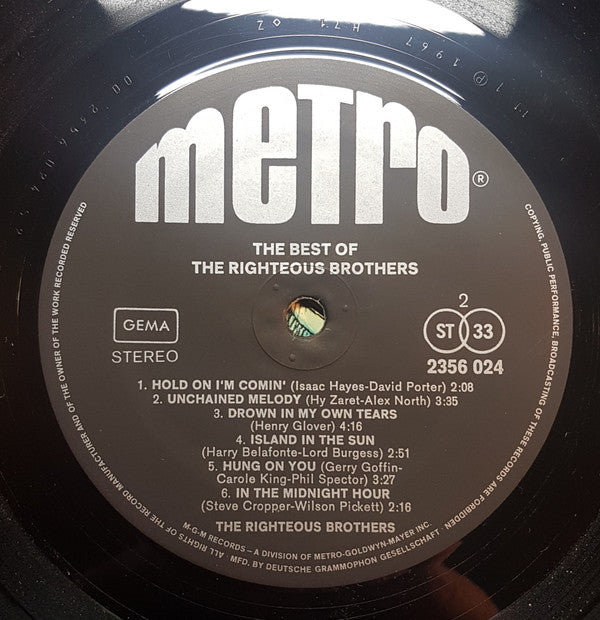 metro®
THE BEST OF
THE RIGHTEOUS BROTHERS
GEMA
STEREO
2
ST 33
2356 024
1. HOLD ON I'M COMIN' (Isaac Hayes-David Porter) 2:08
2. UNCHAINED MELODY (Hy Zaret-Alex North) 3:35
3. DROWN IN MY OWN TEARS
(Henry Glover) 4:16
4. ISLAND IN THE SUN
(Harry Belafonte-Lord Burgess) 2:51
5. HUNG ON YOU (Gerry Goffin-
Carole King-Phil Spector) 3:27
6. IN THE MIDNIGHT HOUR
(Steve Cropper-Wilson Pickett) 2:16
THE RIGHTEOUS BROTHERS
M-G-M RECORDS – A DIVISION OF METRO-GOLDWYN-MAYER INC.
ALL RIGHTS OF THE RECORD MANUFACTURER AND OF THE OWNER OF THE WORK RECORDED RESERVED
COPYING, PUBLIC PERFORMANCE, BROADCASTING OF THESE RECORDS ARE FORBIDDEN
· MFD. BY DEUTSCHE GRAMMOPHON GESELLSCHAFT ·
℗ 1967
H 71 OZ